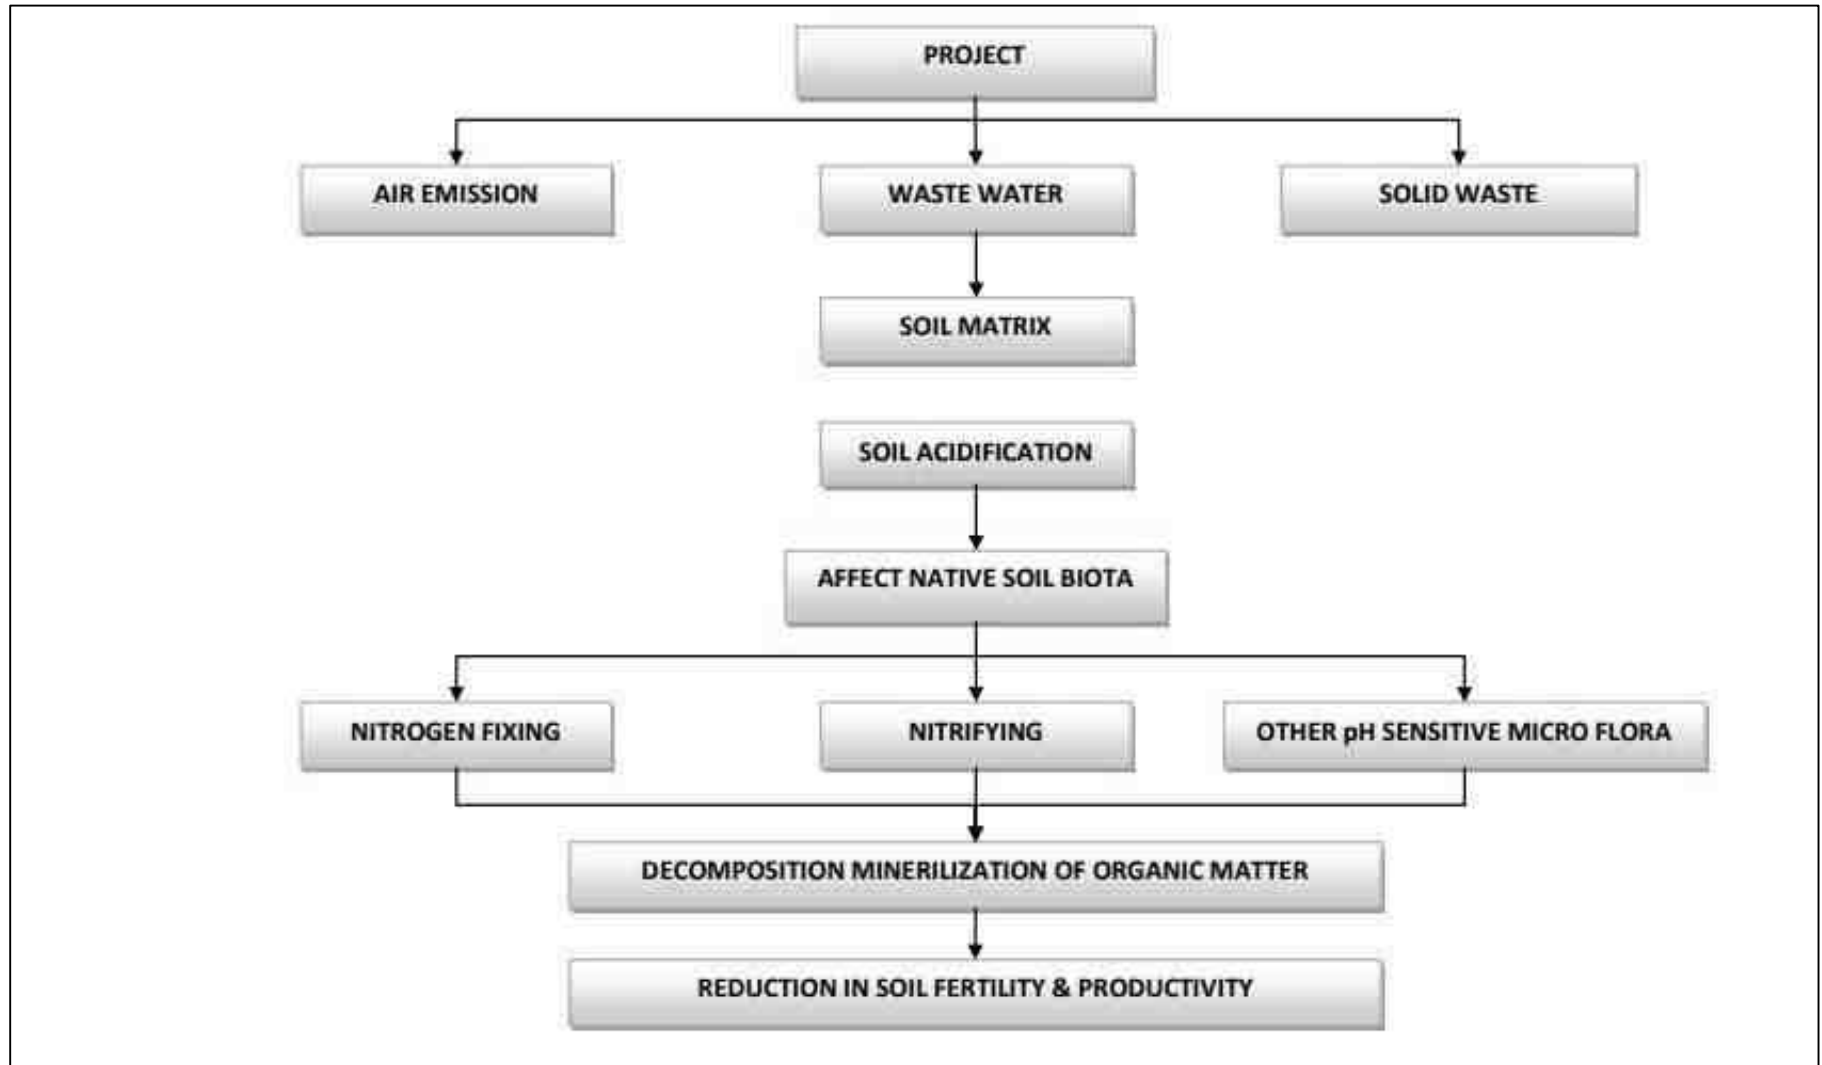 PROJECT
AIR EMISSION
WASTE WATER
SOLID WASTE
SOIL MATRIX
SOIL ACIDIFICATION
AFFECT NATIVE SOIL BIOTA
NITROGEN FIXING
NITRIFYING
OTHER pH SENSITIVE MICRO FLORA
DECOMPOSITION MINERILIZATION OF ORGANIC MATTER
REDUCTION IN SOIL FERTILITY & PRODUCTIVITY